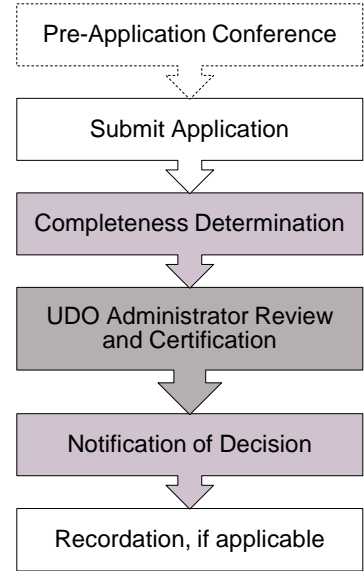 Pre-Application Conference
Submit Application
Completeness Determination
UDO Administrator Review
and Certification
Notification of Decision
Recordation, if applicable